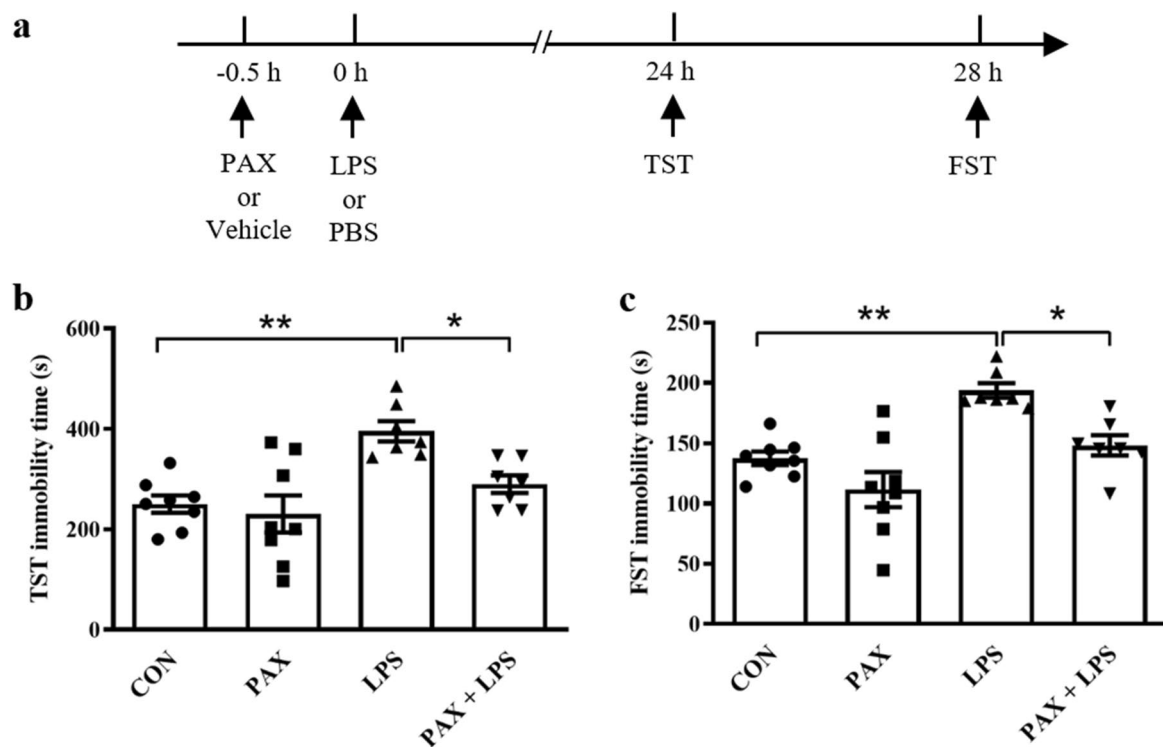 a
-0.5 h 0 h 24 h 28 h
PAX LPS TST FST
or or
Vehicle PBS
b
** *
TST immobility time (s)
600
400
200
0
CON PAX LPS PAX + LPS
c
** *
FST immobility time (s)
250
200
150
100
50
0
CON PAX LPS PAX + LPS